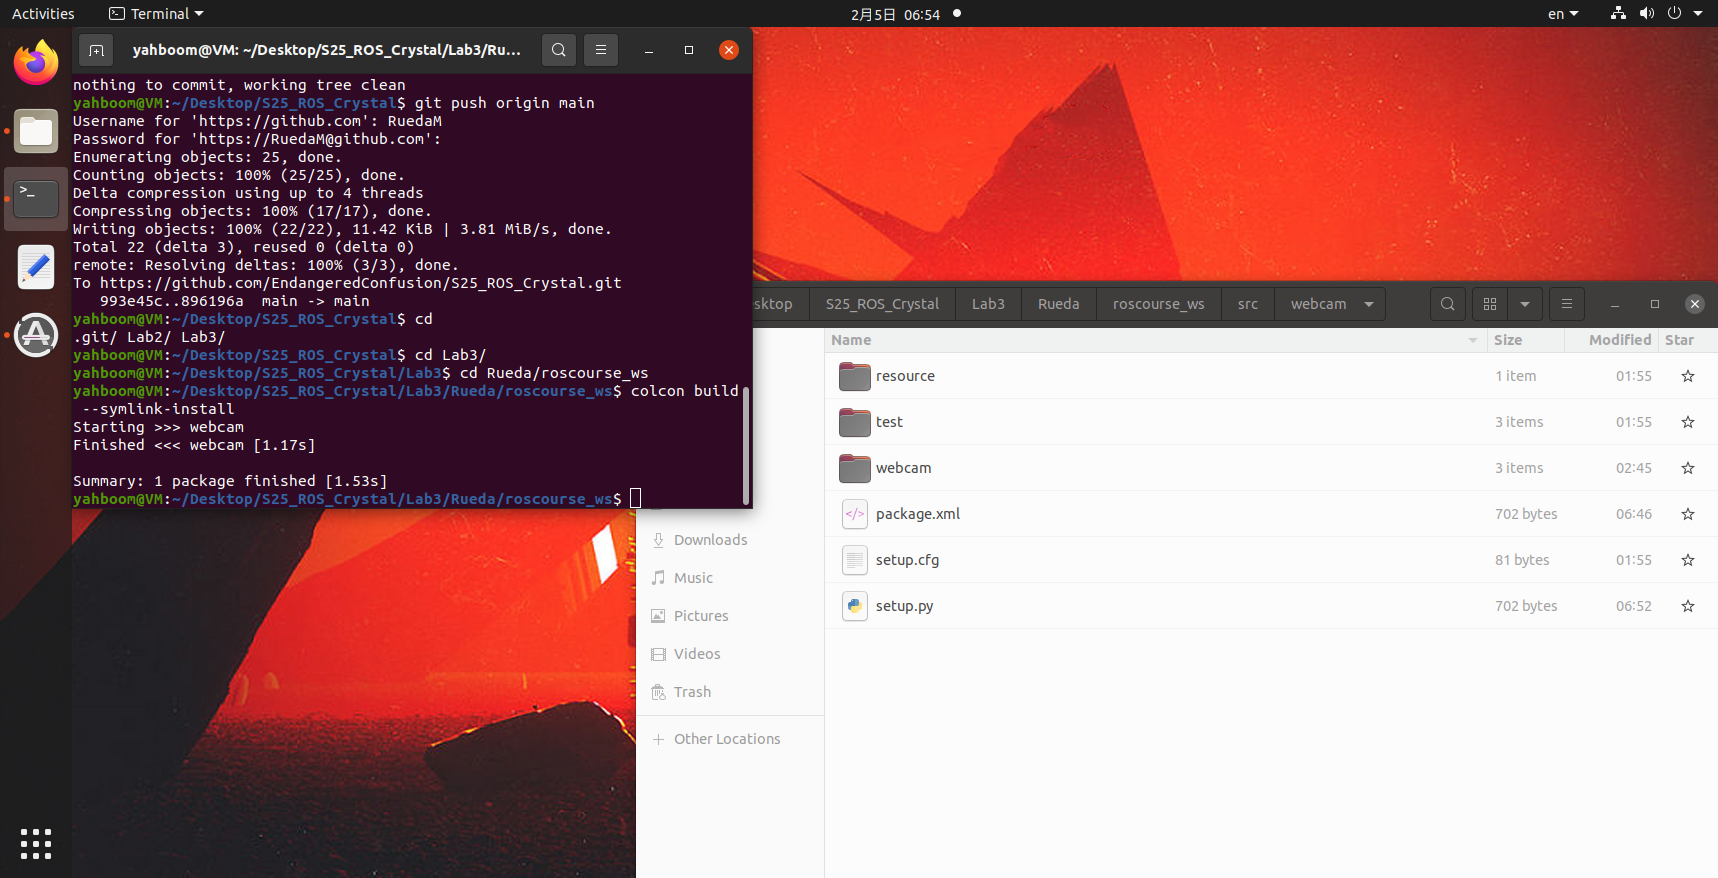 Activities
Terminal
2月5日 06:54
en
yahboom@VM: ~/Desktop/S25_ROS_Crystal/Lab3/Ru...
nothing to commit, working tree clean
yahboom@VM:~/Desktop/S25_ROS_Crystal$ git push origin main
Username for 'https://github.com': RuedaM
Password for 'https://RuedaM@github.com':
Enumerating objects: 25, done.
Counting objects: 100% (25/25), done.
Delta compression using up to 4 threads
Compressing objects: 100% (17/17), done.
Writing objects: 100% (22/22), 11.42 KiB | 3.81 MiB/s, done.
Total 22 (delta 3), reused 0 (delta 0)
remote: Resolving deltas: 100% (3/3), done.
To https://github.com/EndangeredConfusion/S25_ROS_Crystal.git
   993e45c..896196a  main -> main
yahboom@VM:~/Desktop/S25_ROS_Crystal$ cd
.git/ Lab2/ Lab3/
yahboom@VM:~/Desktop/S25_ROS_Crystal$ cd Lab3/
yahboom@VM:~/Desktop/S25_ROS_Crystal/Lab3$ cd Rueda/roscourse_ws
yahboom@VM:~/Desktop/S25_ROS_Crystal/Lab3/Rueda/roscourse_ws$ colcon build
 --symlink-install
Starting >>> webcam
Finished <<< webcam [1.17s]
Summary: 1 package finished [1.53s]
yahboom@VM:~/Desktop/S25_ROS_Crystal/Lab3/Rueda/roscourse_ws$
sktop S25_ROS_Crystal Lab3 Rueda roscourse_ws src webcam
Name Size Modified Star
resource 1 item 01:55
test 3 items 01:55
webcam 3 items 02:45
package.xml 702 bytes 06:46
setup.cfg 81 bytes 01:55
setup.py 702 bytes 06:52
Downloads
Music
Pictures
Videos
Trash
Other Locations